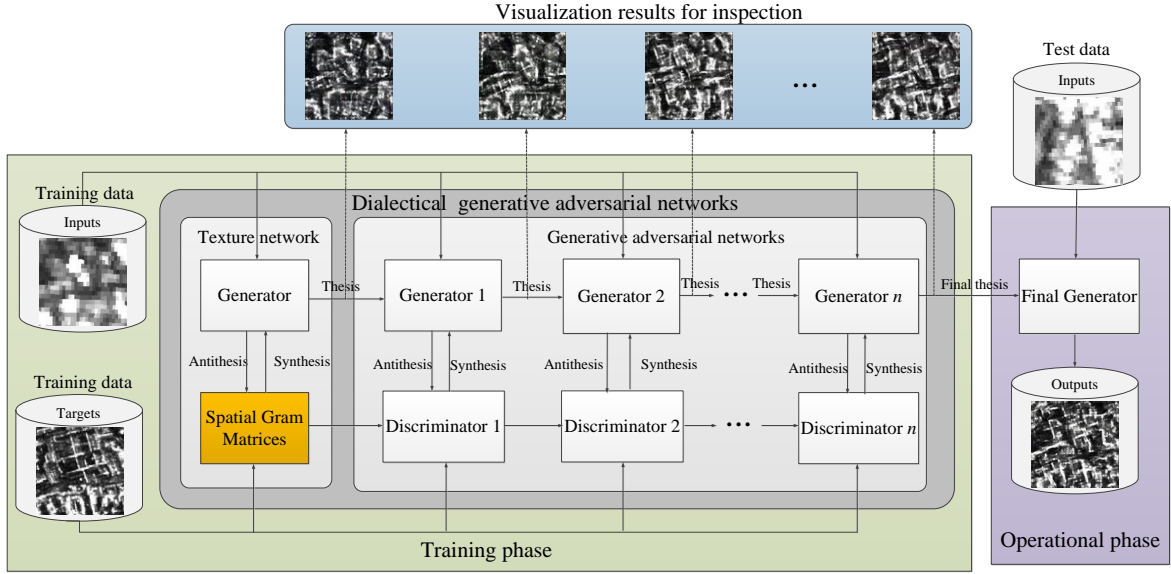 Visualization results for inspection
...
Test data
Inputs
Training data
Inputs
Dialectical generative adversarial networks
Texture network
Generative adversarial networks
Generator
Thesis
Generator 1
Thesis
Generator 2
Thesis
...
Thesis
Generator n
Final thesis
Final Generator
Antithesis
Synthesis
Antithesis
Synthesis
Antithesis
Synthesis
Antithesis
Synthesis
Training data
Targets
Spatial Gram
Matrices
Discriminator 1
Discriminator 2
...
Discriminator n
Outputs
Training phase
Operational phase